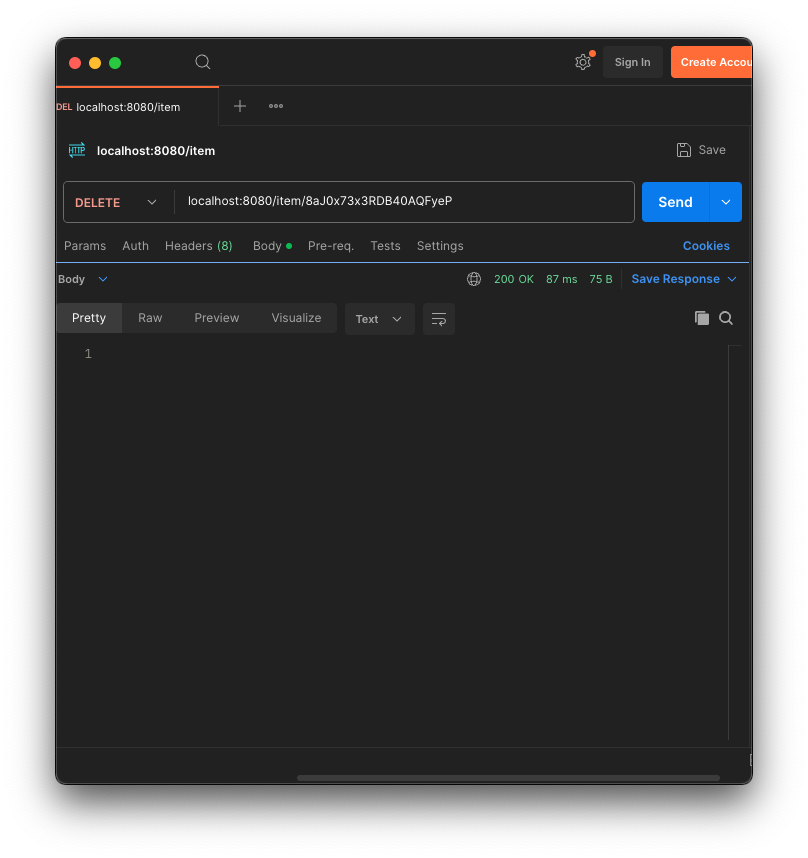 Sign In
Create Accou
DEL localhost:8080/item
HTTP localhost:8080/item
Save
DELETE
localhost:8080/item/8aJ0x73x3RDB40AQFyeP
Send
Params Auth Headers (8) Body Pre-req. Tests Settings Cookies
Body 200 OK 87 ms 75 B Save Response
Pretty Raw Preview Visualize Text
1